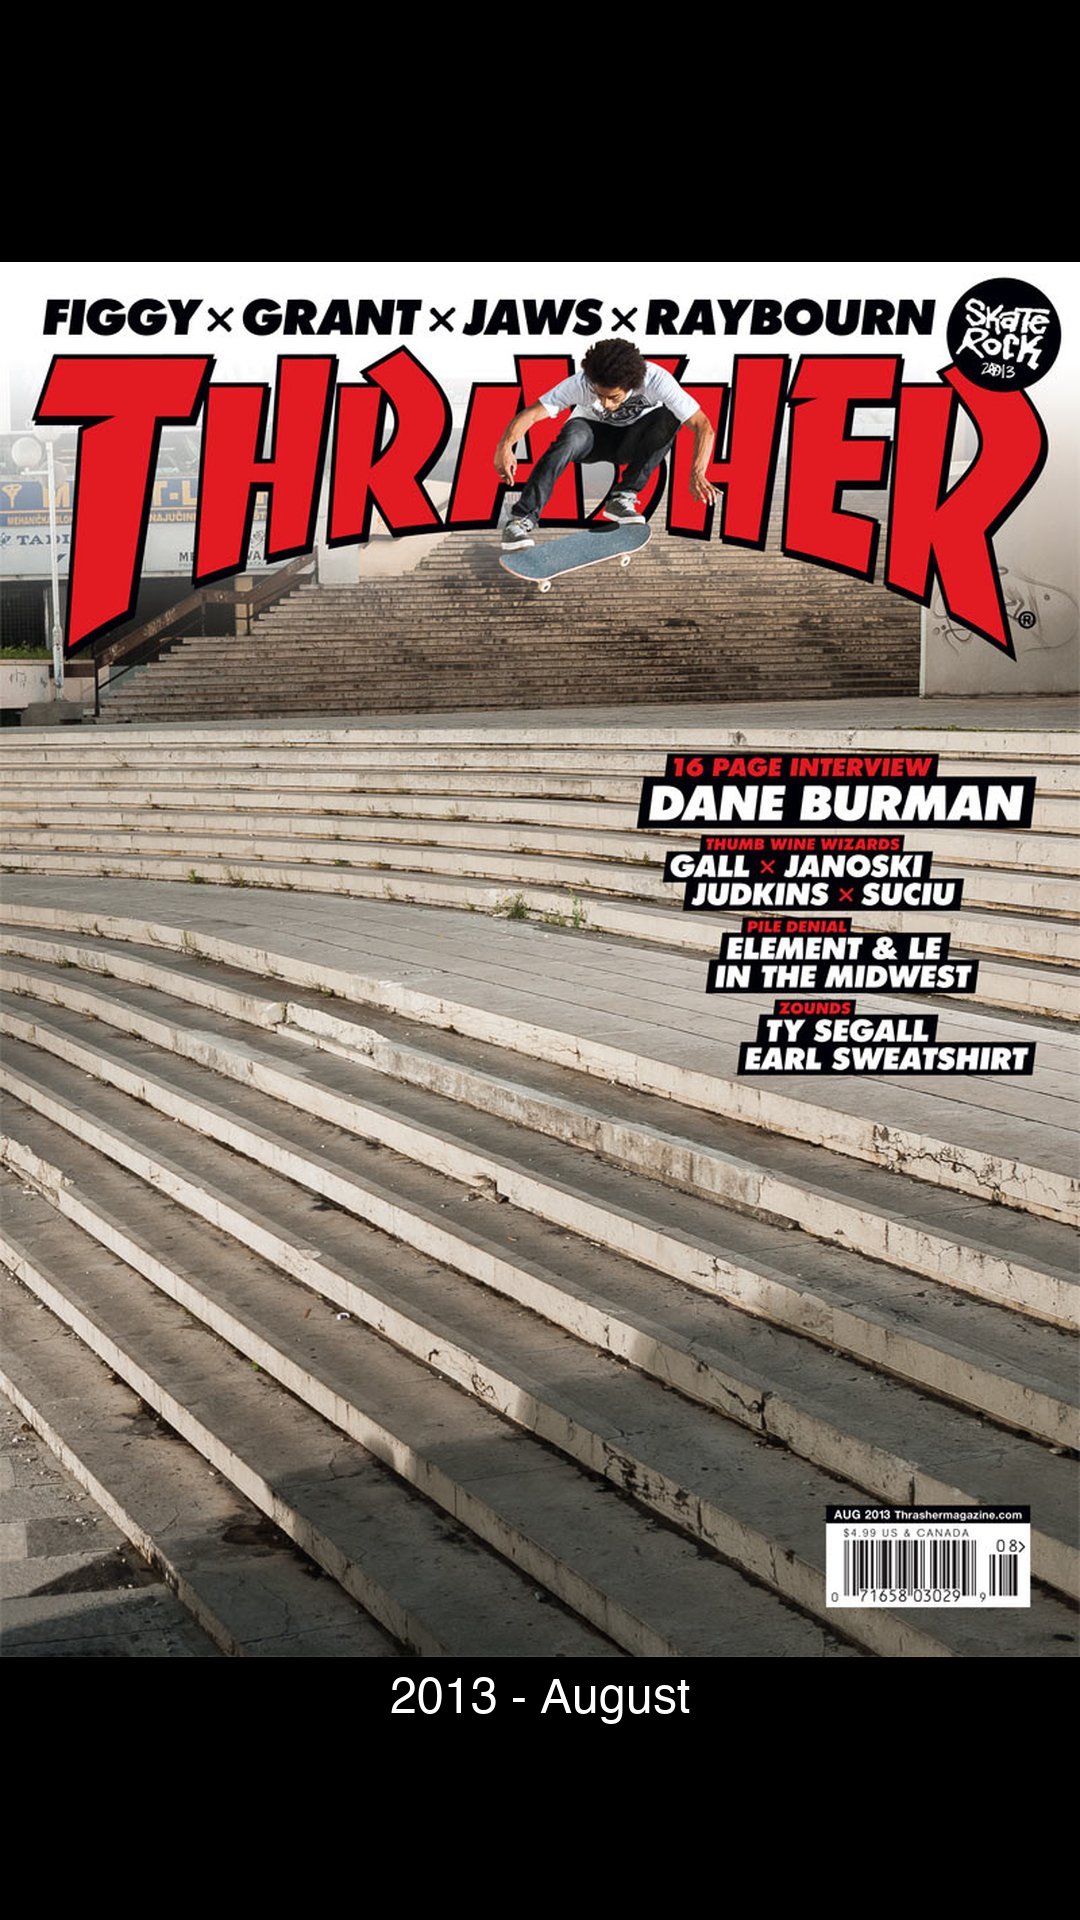 FIGGY × GRANT × JAWS × RAYBOURN
SKATE
ROCK
2013
THRASHER
®
TADI
16 PAGE INTERVIEW
DANE BURMAN
THUMB WINE WIZARDS
GALL × JANOSKI
JUDKINS × SUCIU
PILE DENIAL
ELEMENT & LE
IN THE MIDWEST
ZOUNDS
TY SEGALL
EARL SWEATSHIRT
AUG 2013 Thrashermagazine.com
$4.99 US & CANADA
08>
0 71658 03029 9
2013 - August